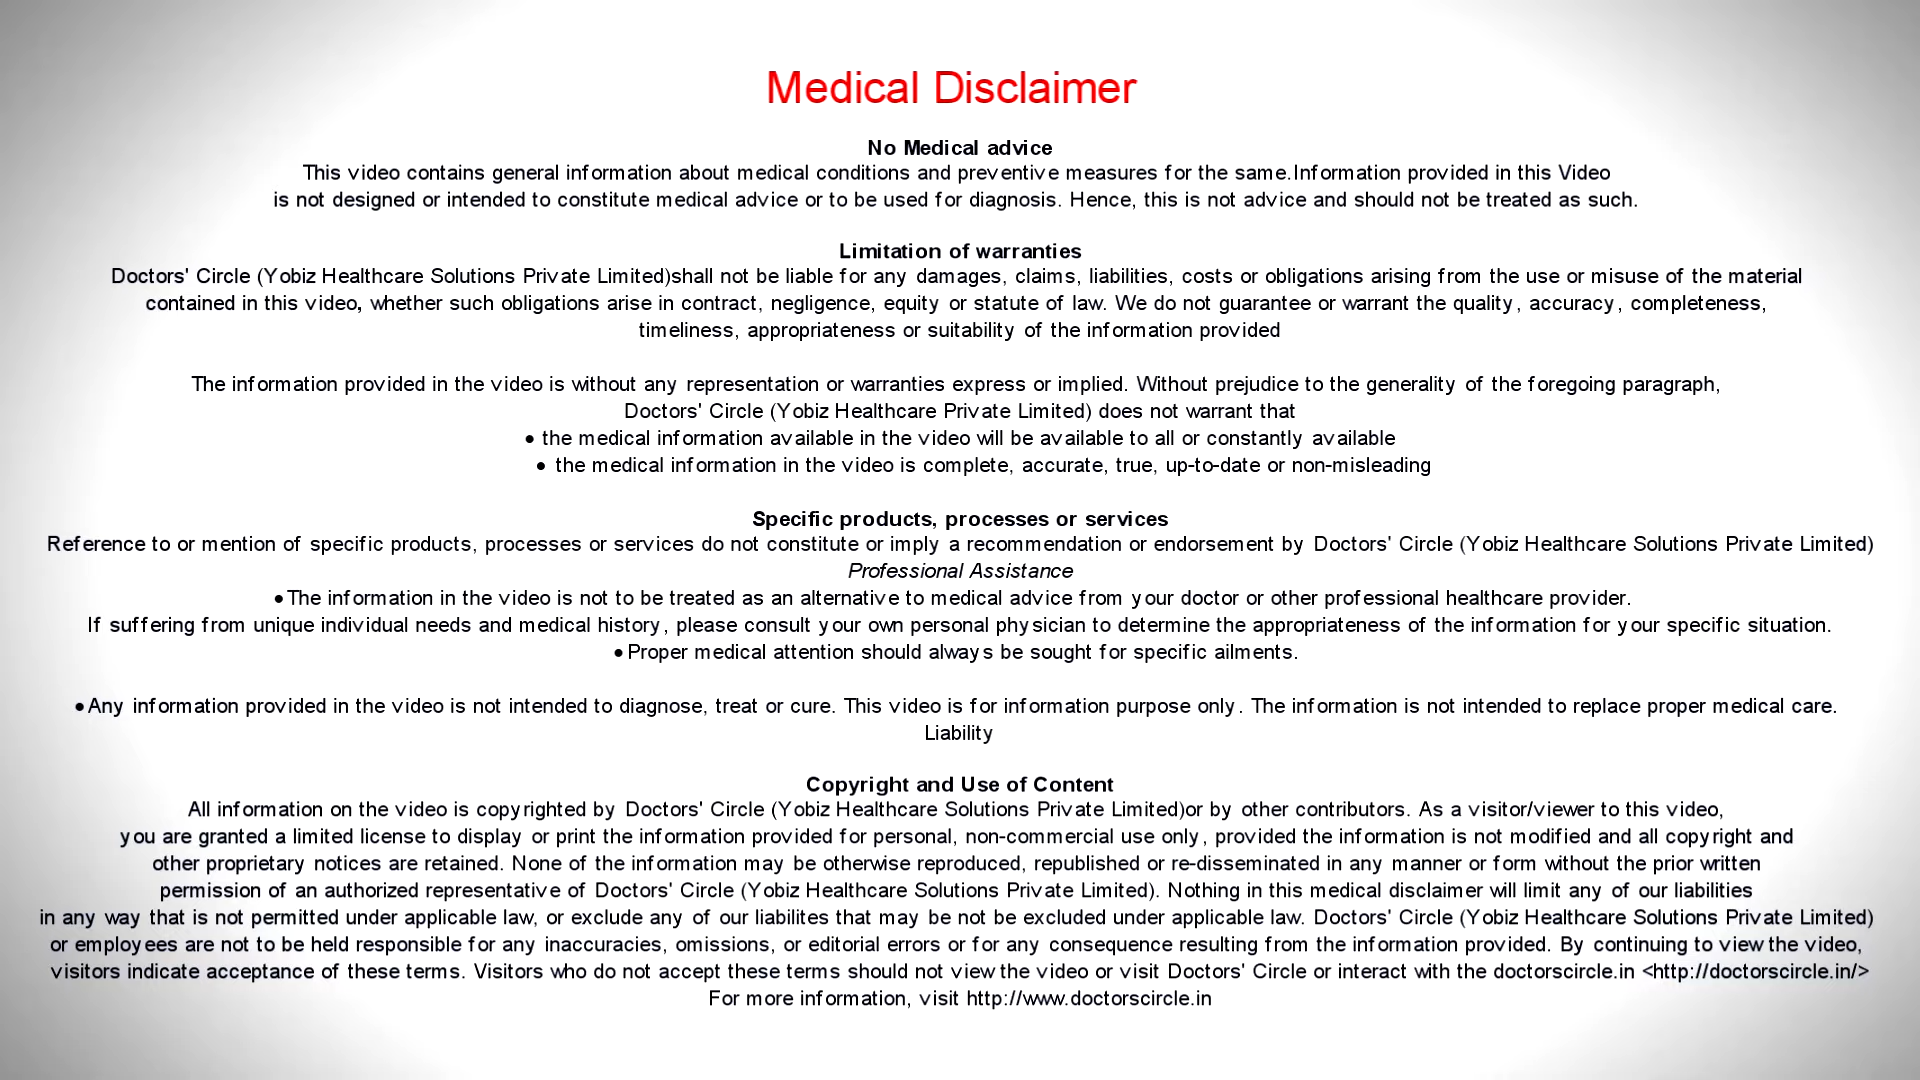 Medical Disclaimer
No Medical advice
This video contains general information about medical conditions and preventive measures for the same.Information provided in this Video
is not designed or intended to constitute medical advice or to be used for diagnosis. Hence, this is not advice and should not be treated as such.
Limitation of warranties
Doctors' Circle (Yobiz Healthcare Solutions Private Limited)shall not be liable for any damages, claims, liabilities, costs or obligations arising from the use or misuse of the material
contained in this video, whether such obligations arise in contract, negligence, equity or statute of law. We do not guarantee or warrant the quality, accuracy, completeness,
timeliness, appropriateness or suitability of the information provided
The information provided in the video is without any representation or warranties express or implied. Without prejudice to the generality of the foregoing paragraph,
Doctors' Circle (Yobiz Healthcare Private Limited) does not warrant that
• the medical information available in the video will be available to all or constantly available
• the medical information in the video is complete, accurate, true, up-to-date or non-misleading
Specific products, processes or services
Reference to or mention of specific products, processes or services do not constitute or imply a recommendation or endorsement by Doctors' Circle (Yobiz Healthcare Solutions Private Limited)
Professional Assistance
•The information in the video is not to be treated as an alternative to medical advice from your doctor or other professional healthcare provider.
If suffering from unique individual needs and medical history, please consult your own personal physician to determine the appropriateness of the information for your specific situation.
•Proper medical attention should always be sought for specific ailments.
•Any information provided in the video is not intended to diagnose, treat or cure. This video is for information purpose only. The information is not intended to replace proper medical care.
Liability
Copyright and Use of Content
All information on the video is copyrighted by Doctors' Circle (Yobiz Healthcare Solutions Private Limited)or by other contributors. As a visitor/viewer to this video,
you are granted a limited license to display or print the information provided for personal, non-commercial use only, provided the information is not modified and all copyright and
other proprietary notices are retained. None of the information may be otherwise reproduced, republished or re-disseminated in any manner or form without the prior written
permission of an authorized representative of Doctors' Circle (Yobiz Healthcare Solutions Private Limited). Nothing in this medical disclaimer will limit any of our liabilities
in any way that is not permitted under applicable law, or exclude any of our liabilites that may be not be excluded under applicable law. Doctors' Circle (Yobiz Healthcare Solutions Private Limited)
or employees are not to be held responsible for any inaccuracies, omissions, or editorial errors or for any consequence resulting from the information provided. By continuing to view the video,
visitors indicate acceptance of these terms. Visitors who do not accept these terms should not view the video or visit Doctors' Circle or interact with the doctorscircle.in <http://doctorscircle.in/>
For more information, visit http://www.doctorscircle.in